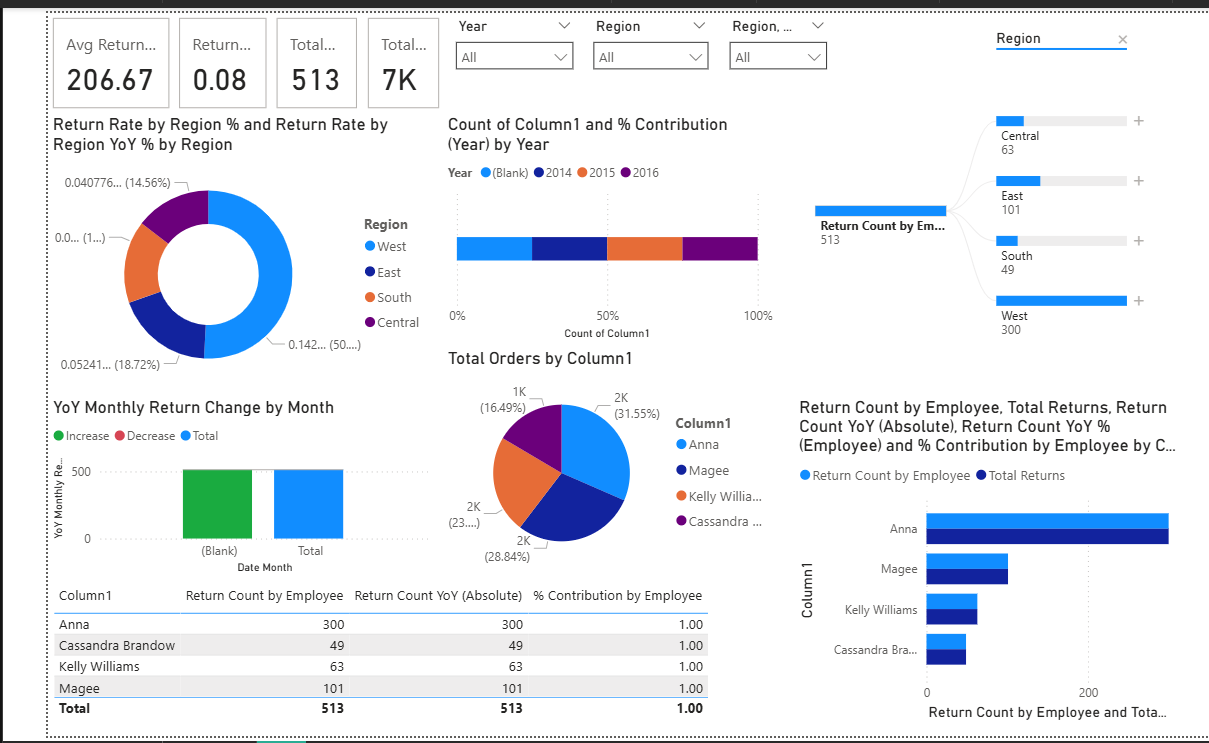 Avg Return...
206.67
Return...
0.08
Total...
513
Total...
7K
Year
All
Region
All
Region, ...
All
Region
Return Rate by Region % and Return Rate by
Region YoY % by Region
0.040776... (14.56%)
0.0... (1...)
0.05241... (18.72%)
0.142... (50....)
Region
West
East
South
Central
Count of Column1 and % Contribution
(Year) by Year
Year (Blank) 2014 2015 2016
0% 50% 100%
Count of Column1
Return Count by Em...
513
Central
63
East
101
South
49
West
300
YoY Monthly Return Change by Month
Increase Decrease Total
YoY Monthly Re...
500
0
(Blank) Total
Date Month
Total Orders by Column1
1K
(16.49%)
2K
(31.55%)
2K
(23....)
2K
(28.84%)
Column1
Anna
Magee
Kelly Willia...
Cassandra ...
Return Count by Employee, Total Returns, Return
Count YoY (Absolute), Return Count YoY %
(Employee) and % Contribution by Employee by C...
Return Count by Employee Total Returns
Column1
Anna
Magee
Kelly Williams
Cassandra Bra...
0 200
Return Count by Employee and Tota...
Column1 Return Count by Employee Return Count YoY (Absolute) % Contribution by Employee
Anna 300 300 1.00
Cassandra Brandow 49 49 1.00
Kelly Williams 63 63 1.00
Magee 101 101 1.00
Total 513 513 1.00